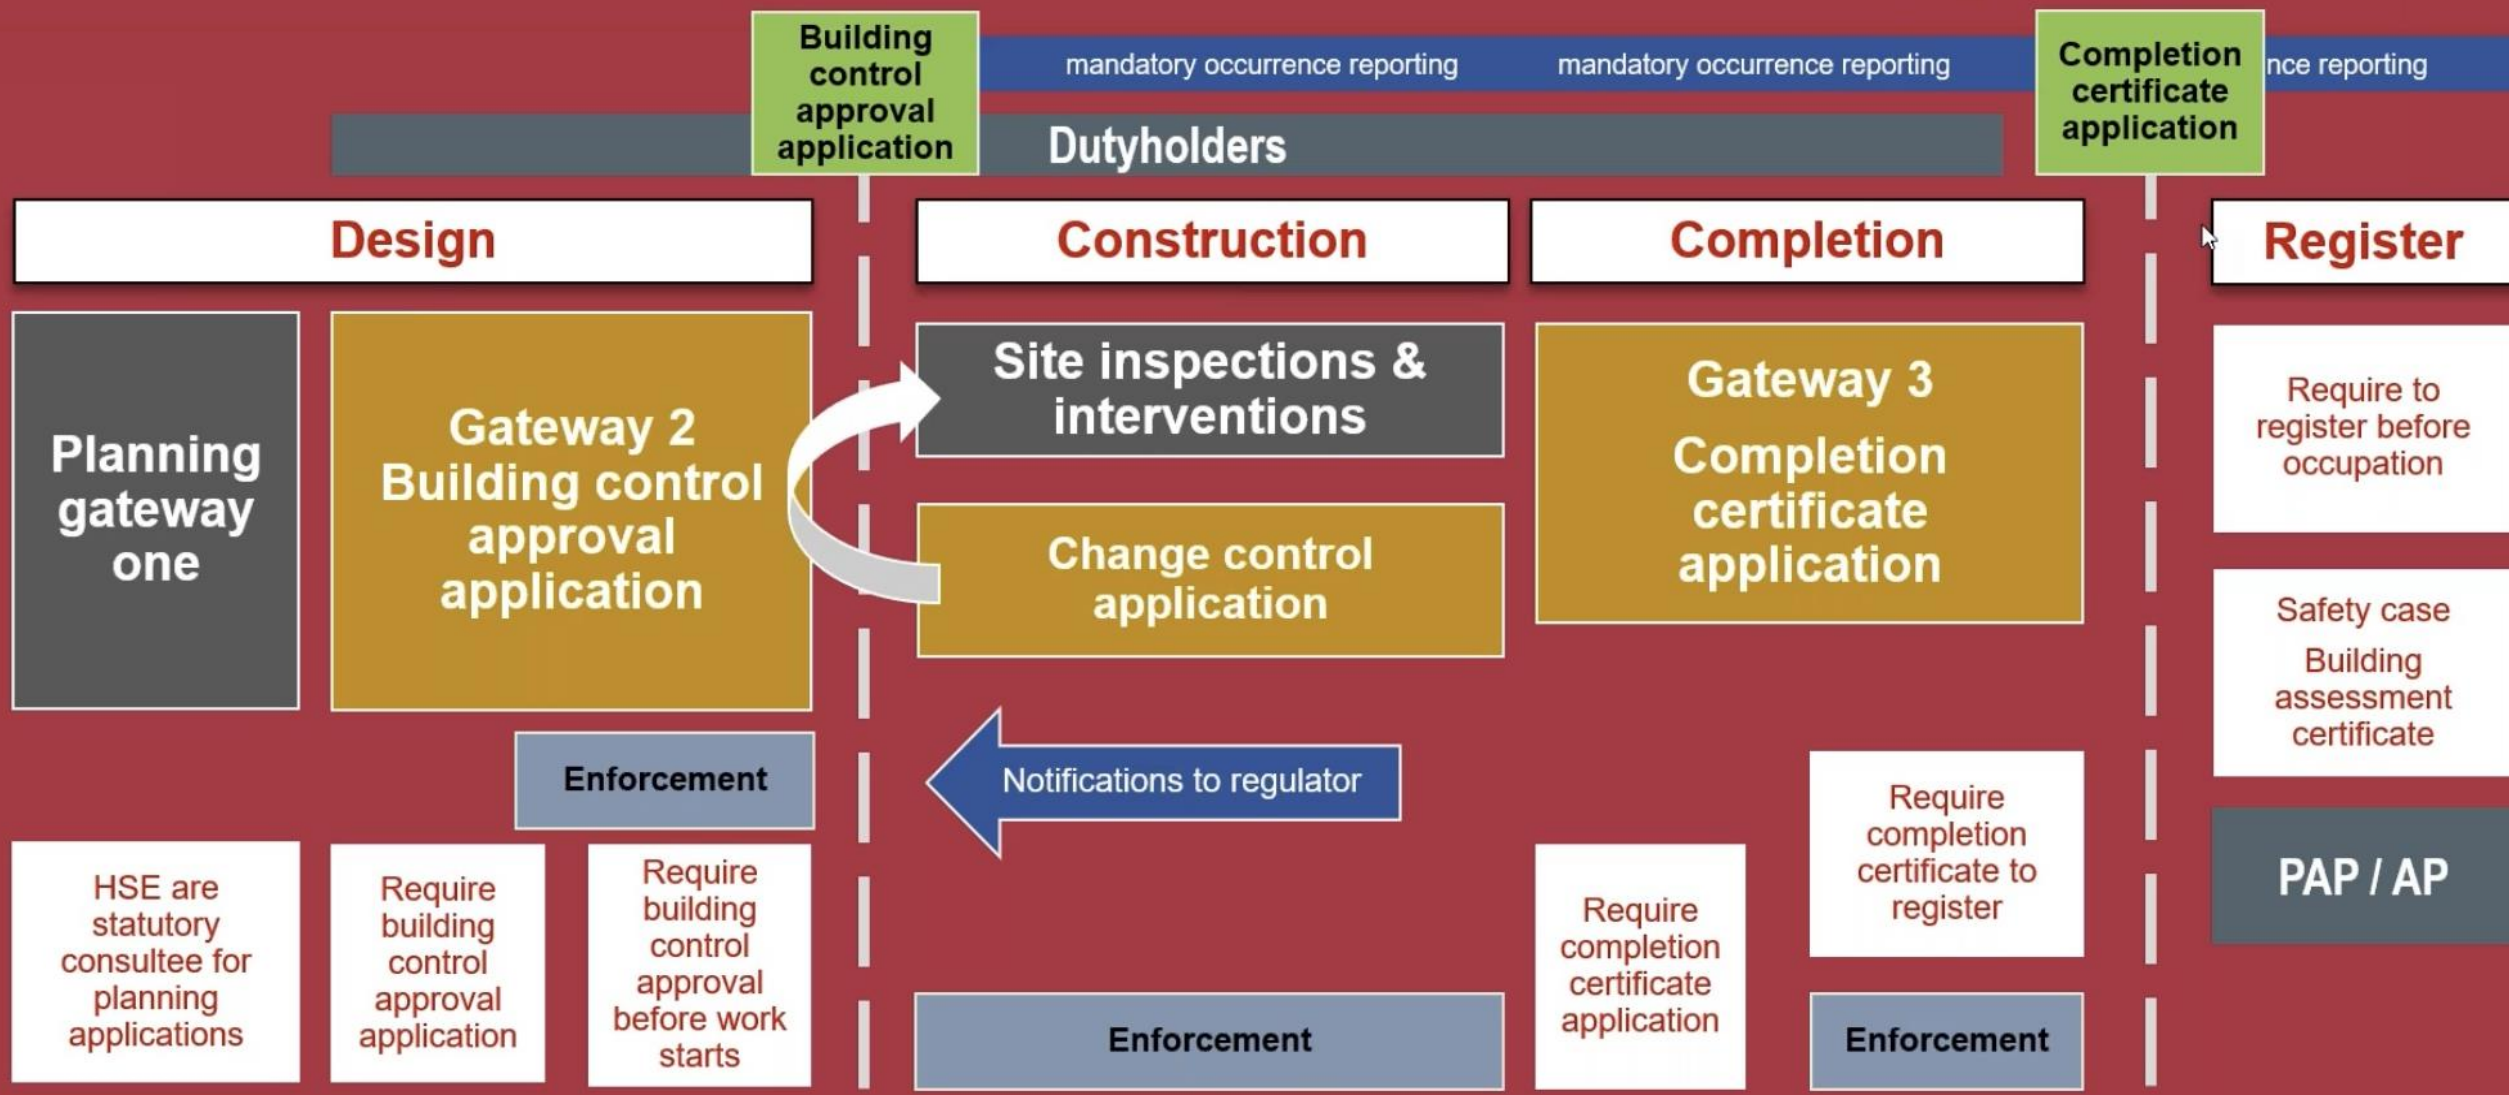 Building
control
approval
application
mandatory occurrence reporting
mandatory occurrence reporting
Completion
certificate
application
nce reporting
Dutyholders
Design
Construction
Completion
Register
Planning
gateway
one
Gateway 2
Building control
approval
application
Site inspections &
interventions
Change control
application
Gateway 3
Completion
certificate
application
Require to
register before
occupation
Safety case
Building
assessment
certificate
Enforcement
Notifications to regulator
HSE are
statutory
consultee for
planning
applications
Require
building
control
approval
application
Require
building
control
approval
before work
starts
Enforcement
Require
completion
certificate
application
Require
completion
certificate to
register
Enforcement
PAP / AP